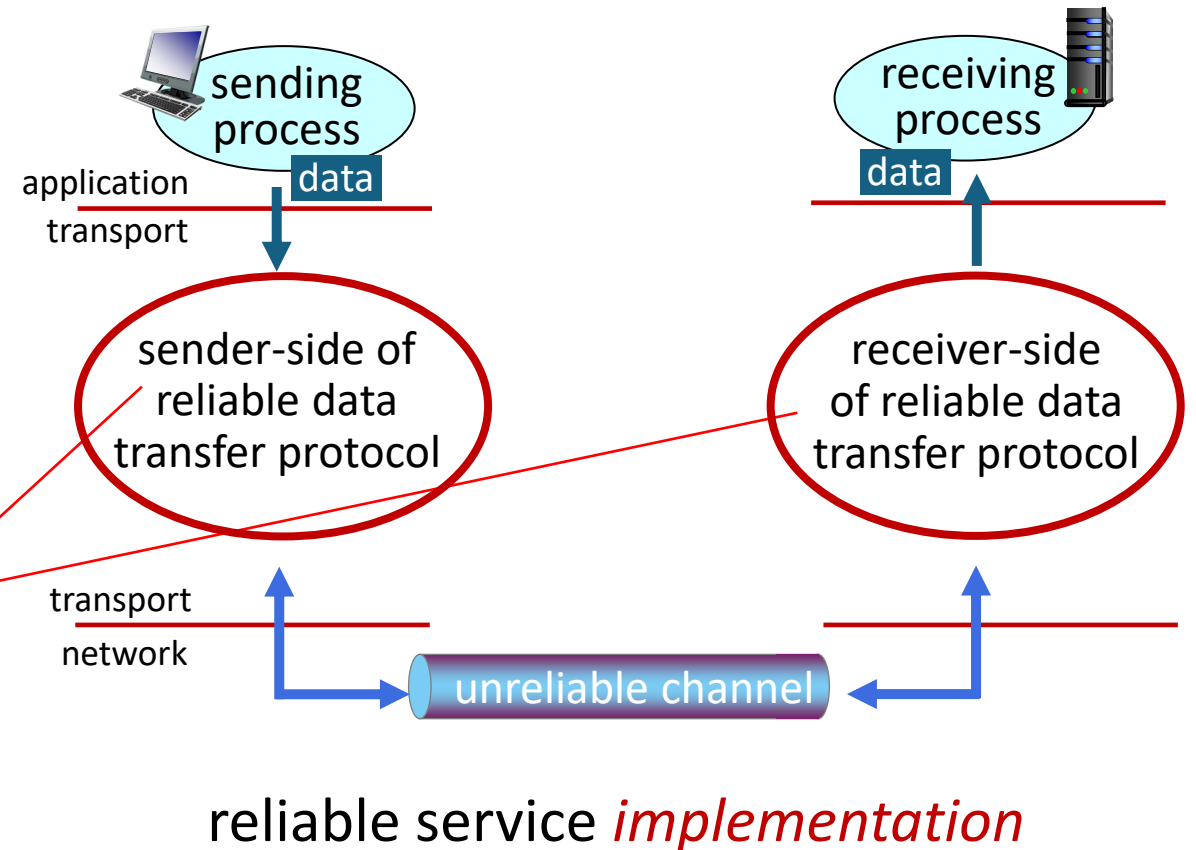 sending
process
data
application
transport
receiving
process
data
sender-side of
reliable data
transfer protocol
receiver-side
of reliable data
transfer protocol
transport
network
unreliable channel
reliable service implementation